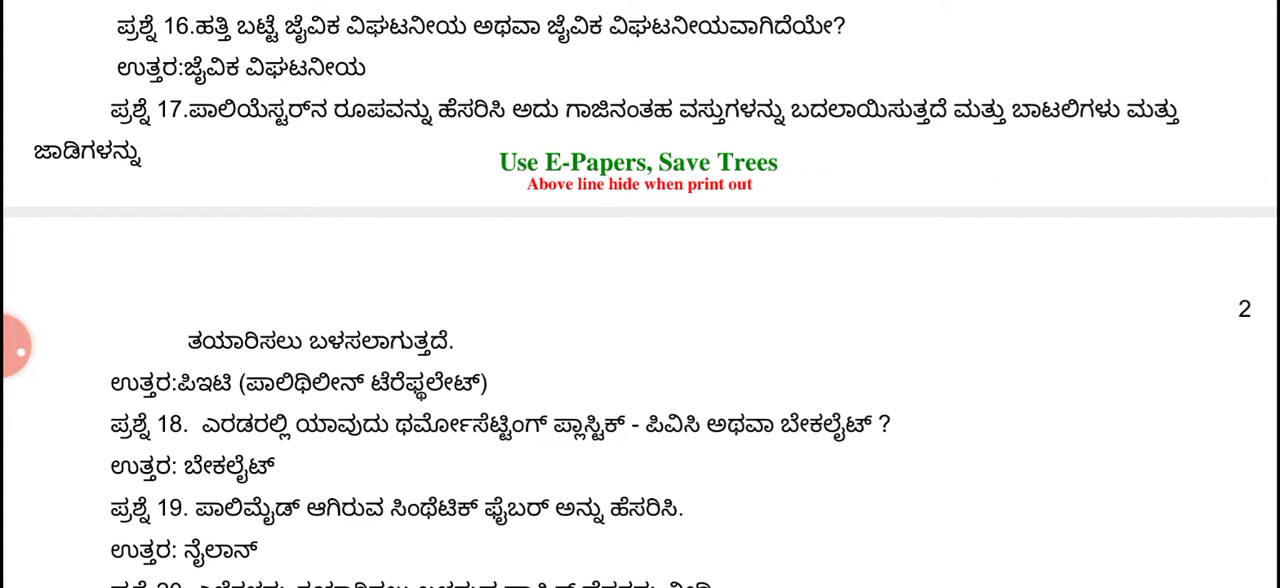 ಪ್ರಶ್ನೆ 16.ಹತ್ತಿ ಬಟ್ಟೆ ಜೈವಿಕ ವಿಘಟನೀಯ ಅಥವಾ ಜೈವಿಕ ವಿಘಟನೀಯವಾಗಿದೆಯೇ?
ಉತ್ತರ:ಜೈವಿಕ ವಿಘಟನೀಯ
ಪ್ರಶ್ನೆ 17.ಪಾಲಿಯೆಸ್ಟರ್‌ನ ರೂಪವನ್ನು ಹೆಸರಿಸಿ ಅದು ಗಾಜಿನಂತಹ ವಸ್ತುಗಳನ್ನು ಬದಲಾಯಿಸುತ್ತದೆ ಮತ್ತು ಬಾಟಲಿಗಳು ಮತ್ತು
ಜಾಡಿಗಳನ್ನು
Use E-Papers, Save Trees
Above line hide when print out
2
ತಯಾರಿಸಲು ಬಳಸಲಾಗುತ್ತದೆ.
ಉತ್ತರ:ಪಿಇಟಿ (ಪಾಲಿಥಿಲೀನ್ ಟೆರೆಫ್ಥಲೇಟ್)
ಪ್ರಶ್ನೆ 18. ಎರಡರಲ್ಲಿ ಯಾವುದು ಥರ್ಮೋಸೆಟ್ಟಿಂಗ್ ಪ್ಲಾಸ್ಟಿಕ್ - ಪಿವಿಸಿ ಅಥವಾ ಬೇಕಲೈಟ್ ?
ಉತ್ತರ: ಬೇಕಲೈಟ್
ಪ್ರಶ್ನೆ 19. ಪಾಲಿಮೈಡ್ ಆಗಿರುವ ಸಿಂಥೆಟಿಕ್ ಫೈಬರ್ ಅನ್ನು ಹೆಸರಿಸಿ.
ಉತ್ತರ: ನೈಲಾನ್